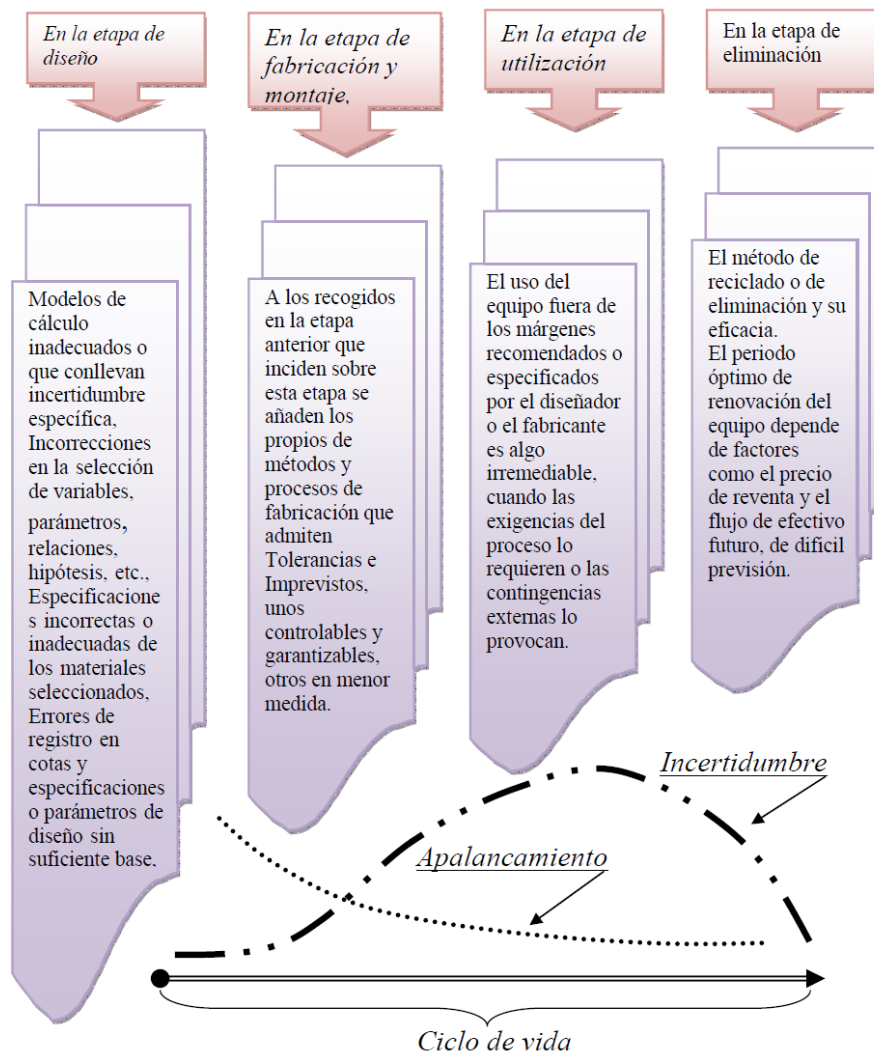 En la etapa de
diseño
En la etapa de
fabricación y
montaje,
En la etapa de
utilización
En la etapa de
eliminación
Modelos de
cálculo
inadecuados o
que conllevan
incertidumbre
específica,
Incorrecciones
en la selección
de variables,
parámetros,
relaciones,
hipótesis, etc.,
Especificacione
s incorrectas o
inadecuadas de
los materiales
seleccionados,
Errores de
registro en
cotas y
especificaciones
o parámetros de
diseño sin
suficiente base.
A los recogidos
en la etapa
anterior que
inciden sobre
esta etapa se
añaden los
propios de
métodos y
procesos de
fabricación que
admiten
Tolerancias e
Imprevistos,
unos
controlables y
garantizables,
otros en menor
medida.
El uso del
equipo fuera de
los márgenes
recomendados o
especificados
por el diseñador
o el fabricante
es algo
irremediable,
cuando las
exigencias del
proceso lo
requieren o las
contingencias
externas lo
provocan.
El método de
reciclado o de
eliminación y su
eficacia.
El periodo
óptimo de
renovación del
equipo depende
de factores
como el precio
de reventa y el
flujo de efectivo
futuro, de difícil
previsión.
Incertidumbre
Apalancamiento
Ciclo de vida